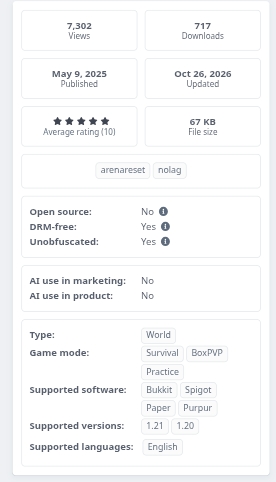 7,302 717
Views Downloads
May 9, 2025 Oct 26, 2026
Published Updated
★★★★★ 67 KB
Average rating (10) File size
arenareset nolag
Open source: No
DRM-free: Yes
Unobfuscated: Yes
AI use in marketing: No
AI use in product: No
Type: World
Game mode: Survival BoxPVP
Practice
Supported software: Bukkit Spigot
Paper Purpur
Supported versions: 1.21 1.20
Supported languages: English